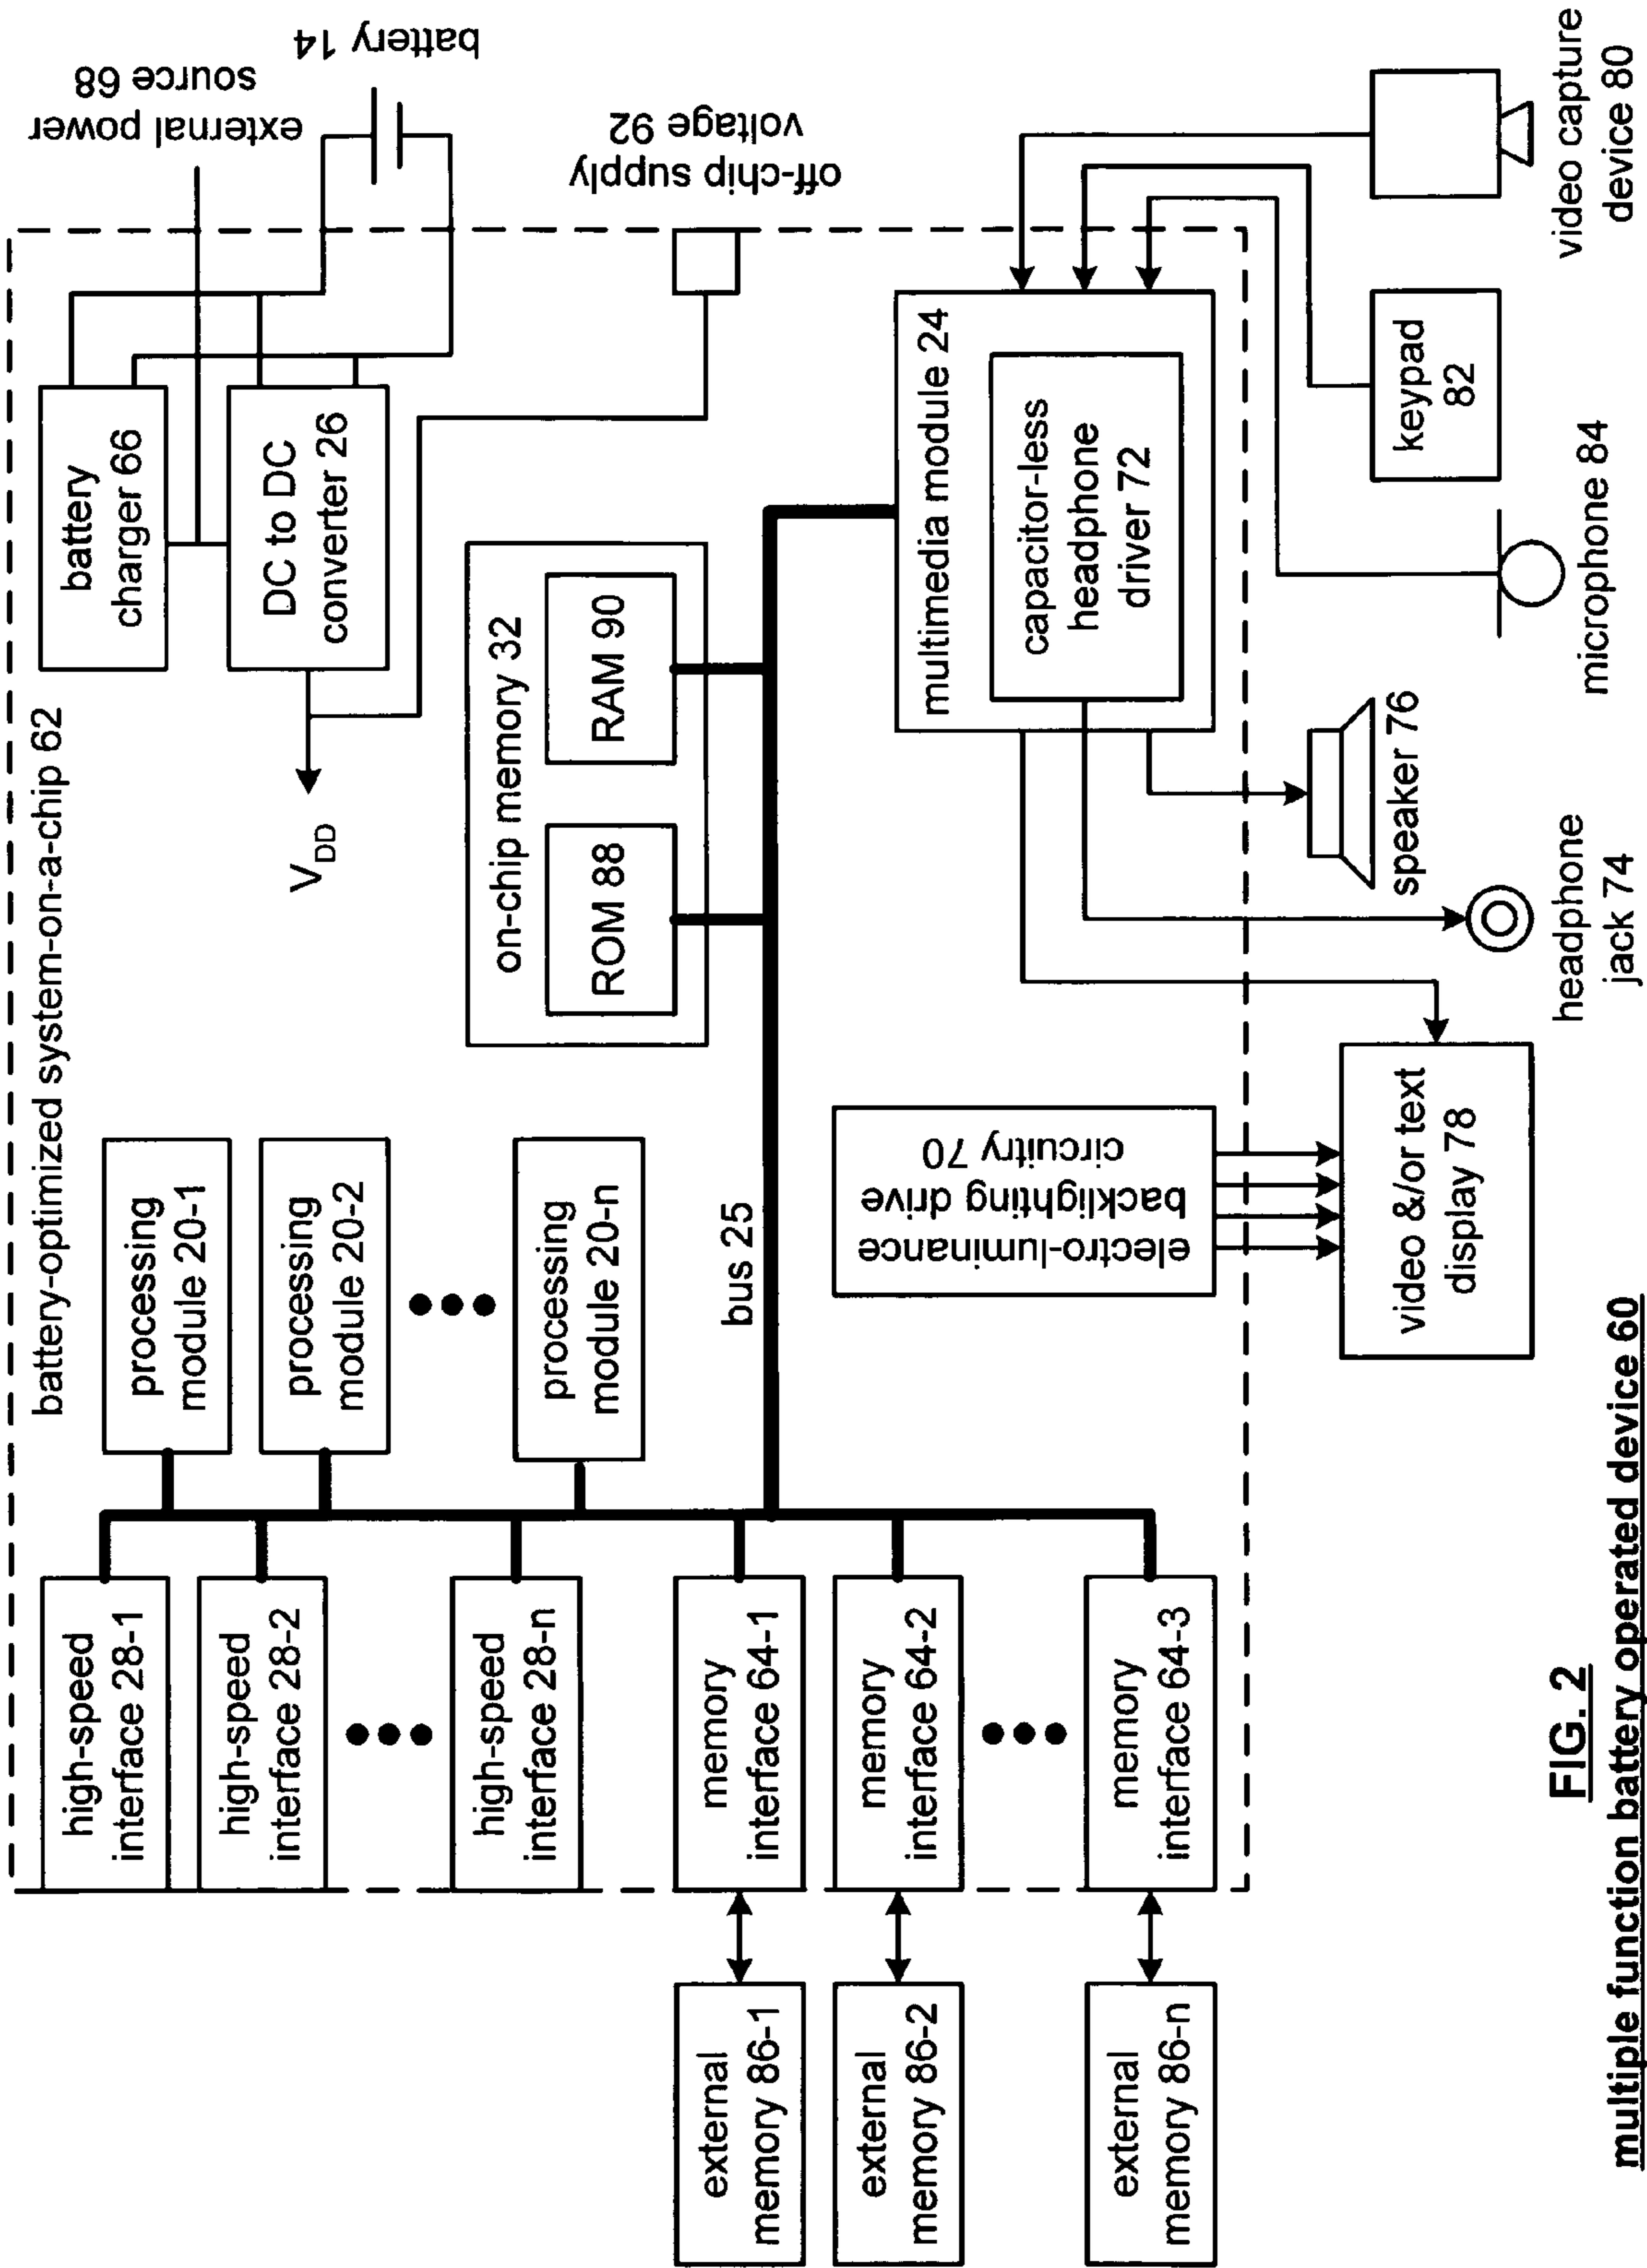 battery-optimized system-on-a-chip 62
high-speed
interface 28-1
high-speed
interface 28-2
high-speed
interface 28-n
memory
interface 64-1
memory
interface 64-2
memory
interface 64-3
external
memory 86-1
external
memory 86-2
external
memory 86-n
processing
module 20-1
processing
module 20-2
processing
module 20-n
bus 25
battery
charger 66
DC to DC
converter 26
VDD
external power
source 68
battery 14
off-chip supply
voltage 92
on-chip memory 32
ROM 88
RAM 90
multimedia module 24
capacitor-less
headphone
driver 72
electro-luminance
backlighting drive
circuitry 70
video &/or text
display 78
headphone
jack 74
speaker 76
microphone 84
keypad
82
video capture
device 80
FIG. 2
multiple function battery operated device 60